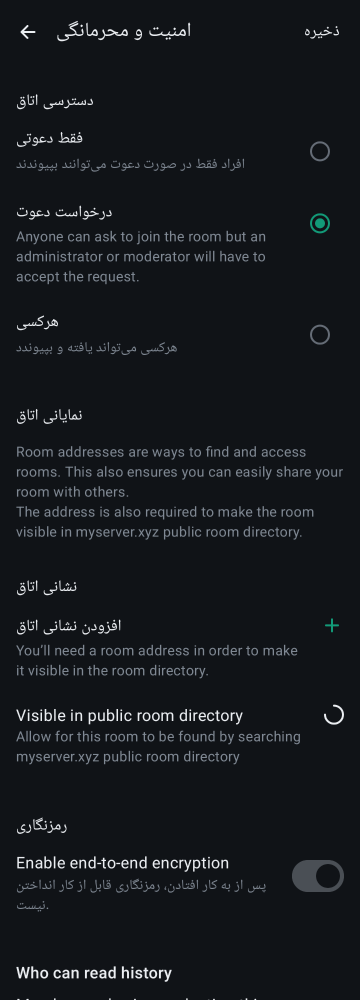 امنیت و محرمانگی
ذخیره
دسترسی اتاق
فقط دعوتی
افراد فقط در صورت دعوت می‌توانند بپیوندند
درخواست دعوت
Anyone can ask to join the room but an
administrator or moderator will have to
accept the request.
هرکسی
هرکسی می‌تواند یافته و بپیوندد
نمایانی اتاق
Room addresses are ways to find and access
rooms. This also ensures you can easily share your
room with others.
The address is also required to make the room
visible in myserver.xyz public room directory.
نشانی اتاق
افزودن نشانی اتاق
You’ll need a room address in order to make
it visible in the room directory.
Visible in public room directory
Allow for this room to be found by searching
myserver.xyz public room directory
رمزنگاری
Enable end-to-end encryption
پس از به کار افتادن، رمزنگاری قابل از کار انداختن
نیست.
Who can read history